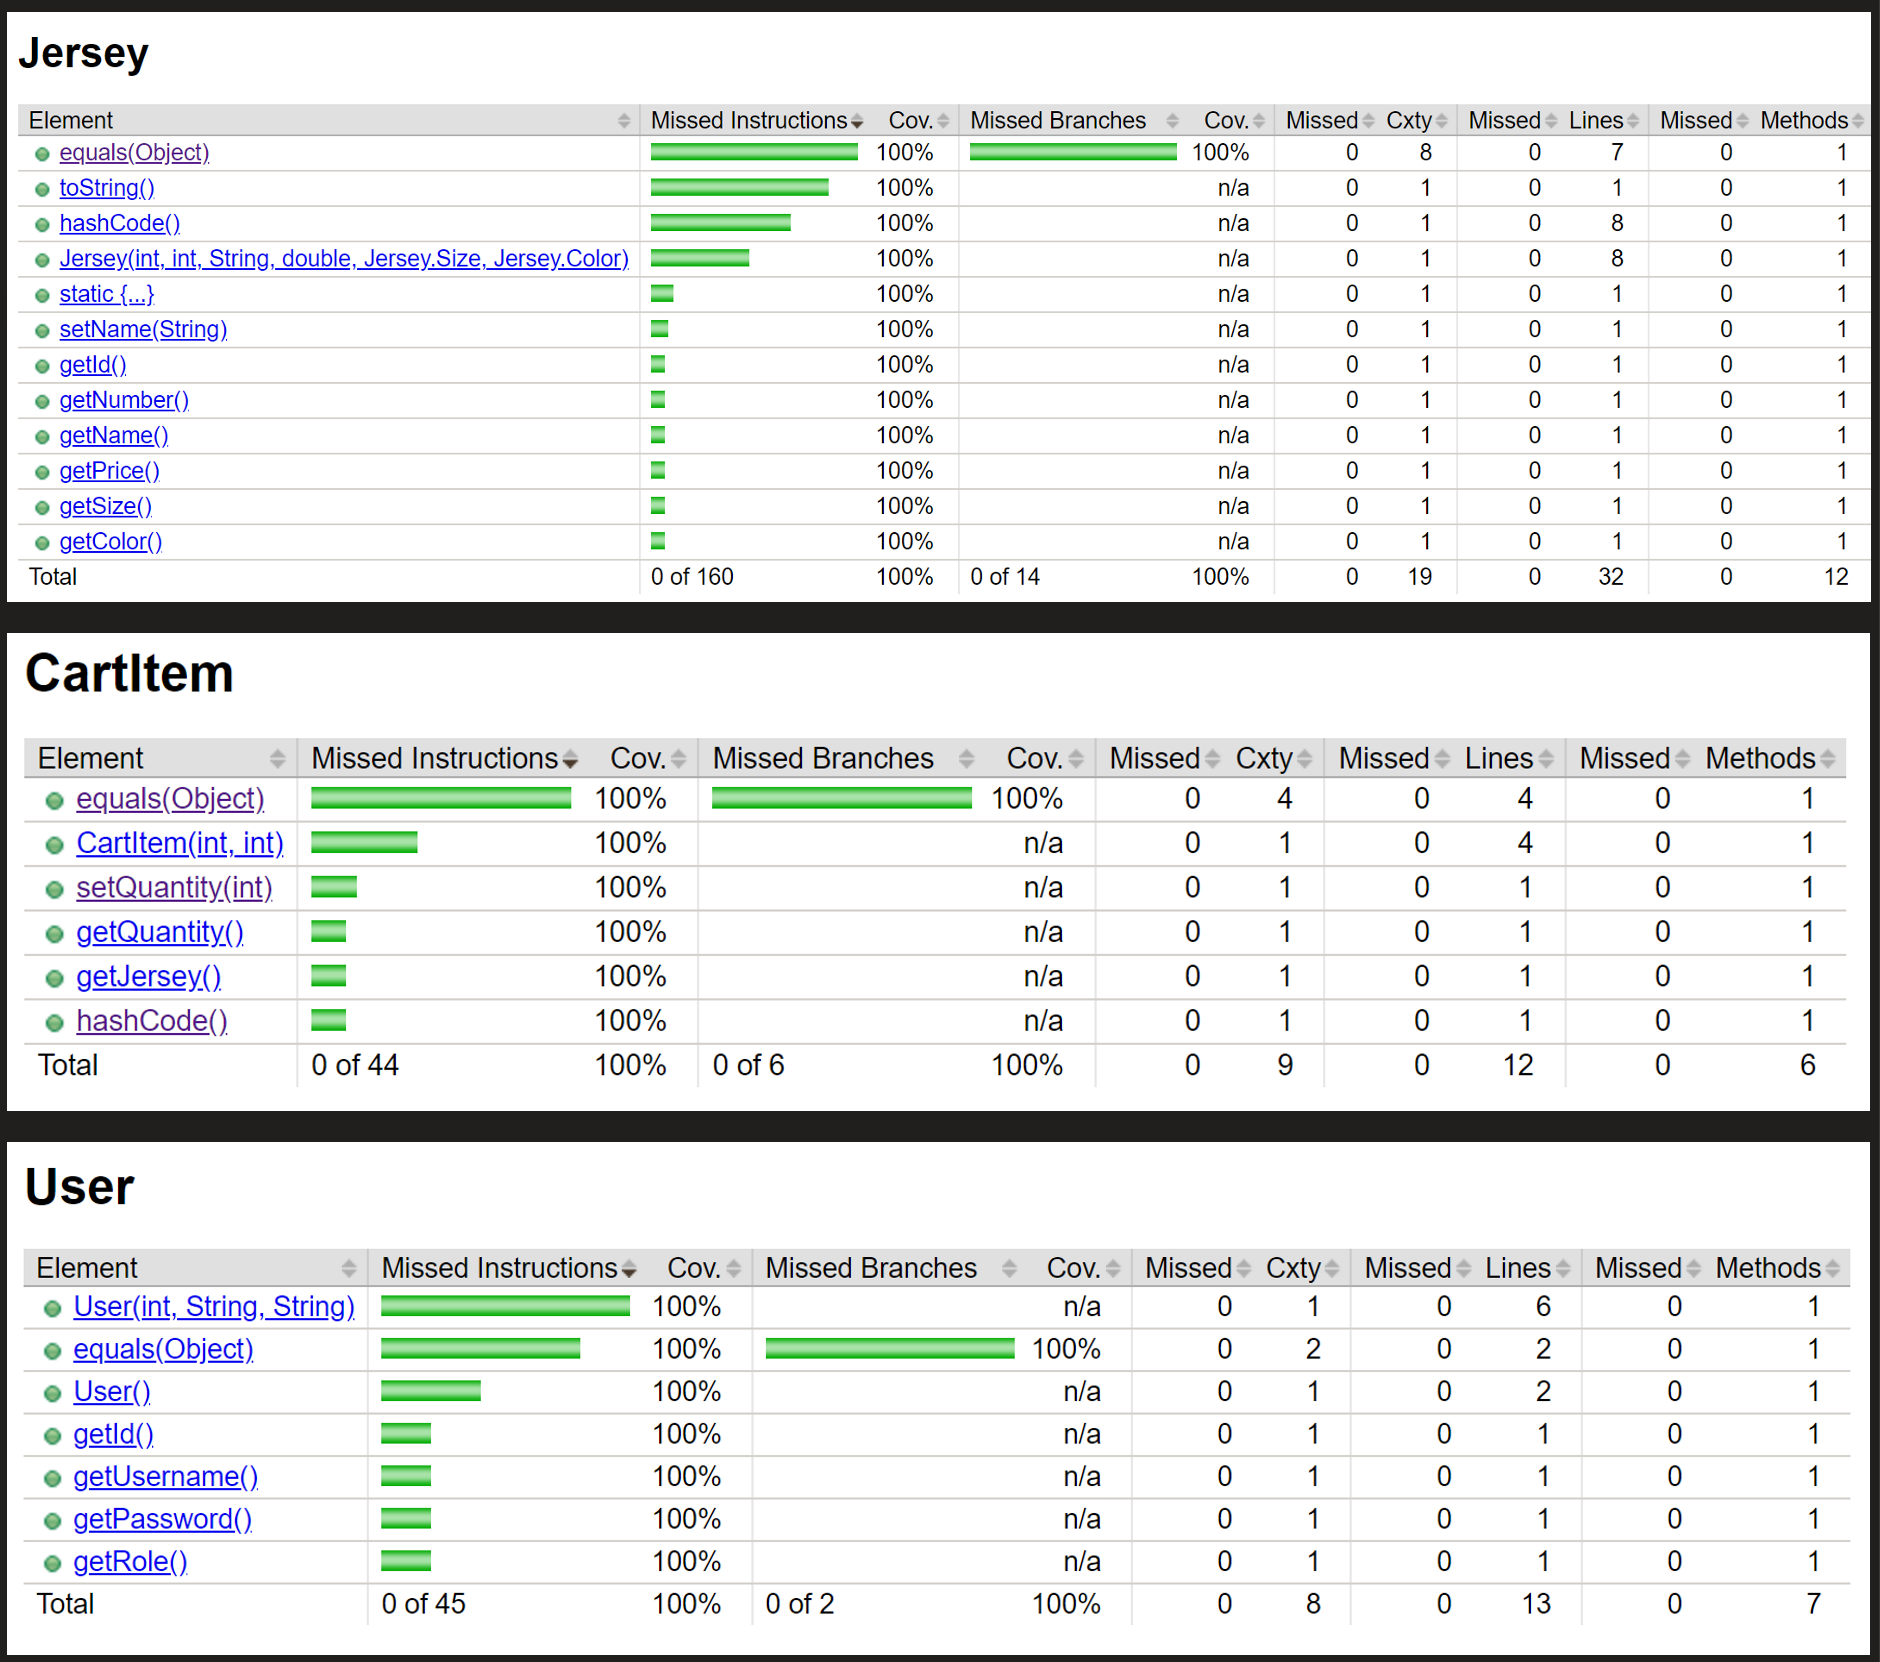 Jersey
Element Missed Instructions Cov. Missed Branches Cov. Missed Cxty Missed Lines Missed Methods
equals(Object) 100% 100% 0 8 0 7 0 1
toString() 100% n/a 0 1 0 1 0 1
hashCode() 100% n/a 0 1 0 8 0 1
Jersey(int, int, String, double, Jersey.Size, Jersey.Color) 100% n/a 0 1 0 8 0 1
static {...} 100% n/a 0 1 0 1 0 1
setName(String) 100% n/a 0 1 0 1 0 1
getId() 100% n/a 0 1 0 1 0 1
getNumber() 100% n/a 0 1 0 1 0 1
getName() 100% n/a 0 1 0 1 0 1
getPrice() 100% n/a 0 1 0 1 0 1
getSize() 100% n/a 0 1 0 1 0 1
getColor() 100% n/a 0 1 0 1 0 1
Total 0 of 160 100% 0 of 14 100% 0 19 0 32 0 12
CartItem
Element Missed Instructions Cov. Missed Branches Cov. Missed Cxty Missed Lines Missed Methods
equals(Object) 100% 100% 0 4 0 4 0 1
CartItem(int, int) 100% n/a 0 1 0 4 0 1
setQuantity(int) 100% n/a 0 1 0 1 0 1
getQuantity() 100% n/a 0 1 0 1 0 1
getJersey() 100% n/a 0 1 0 1 0 1
hashCode() 100% n/a 0 1 0 1 0 1
Total 0 of 44 100% 0 of 6 100% 0 9 0 12 0 6
User
Element Missed Instructions Cov. Missed Branches Cov. Missed Cxty Missed Lines Missed Methods
User(int, String, String) 100% n/a 0 1 0 6 0 1
equals(Object) 100% 100% 0 2 0 2 0 1
User() 100% n/a 0 1 0 2 0 1
getId() 100% n/a 0 1 0 1 0 1
getUsername() 100% n/a 0 1 0 1 0 1
getPassword() 100% n/a 0 1 0 1 0 1
getRole() 100% n/a 0 1 0 1 0 1
Total 0 of 45 100% 0 of 2 100% 0 8 0 13 0 7